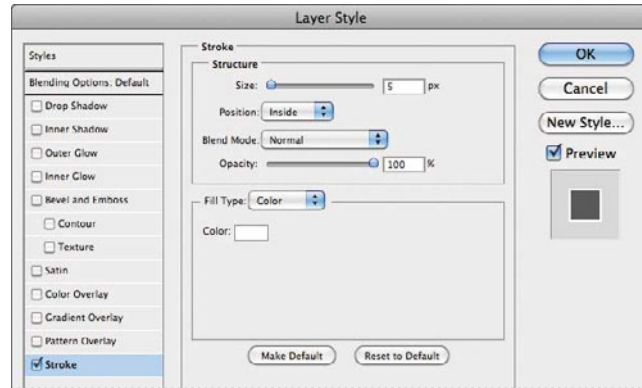 Layer Style
Styles
Blending Options: Default
Drop Shadow
Inner Shadow
Outer Glow
Inner Glow
Bevel and Emboss
Contour
Texture
Satin
Color Overlay
Gradient Overlay
Pattern Overlay
Stroke
Stroke
Structure
Size: 5 px
Position: Inside
Blend Mode: Normal
Opacity: 100 %
Fill Type: Color
Color:
Make Default Reset to Default
OK
Cancel
New Style...
Preview